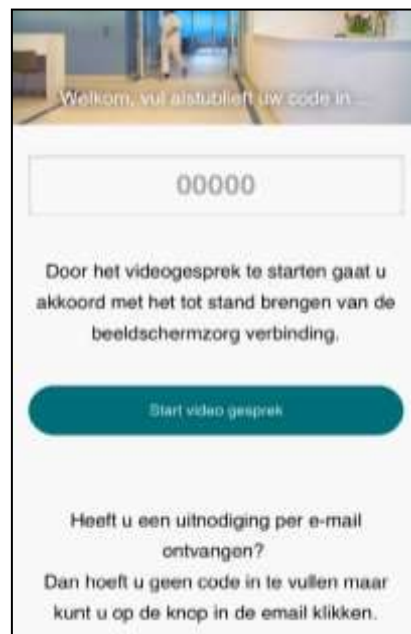 Welkom, vul alstublieft uw code in ...
00000
Door het videogesprek te starten gaat u
akkoord met het tot stand brengen van de
beeldschermzorg verbinding.
Start video gesprek
Heeft u een uitnodiging per e-mail
ontvangen?
Dan hoeft u geen code in te vullen maar
kunt u op de knop in de email klikken.